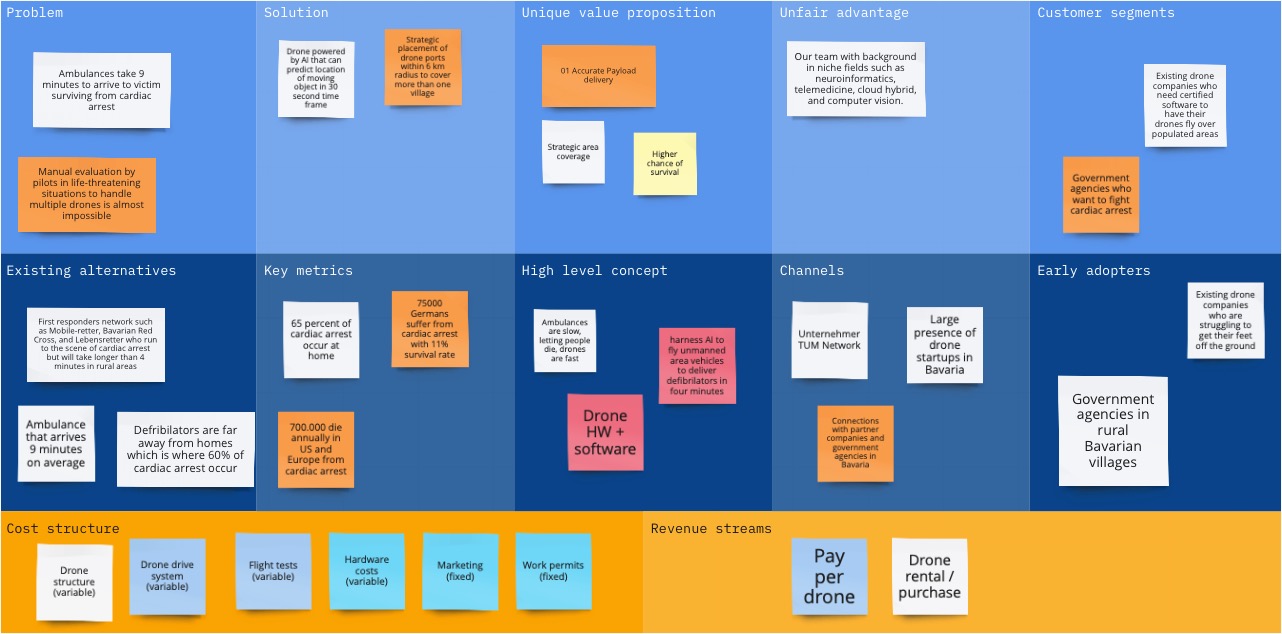 Problem
Ambulances take 9
minutes to arrive to victim
surviving from cardiac
arrest
Manual evaluation by
pilots in life-threatening
situations to handle
multiple drones is almost
impossible
Solution
Drone powered
by AI that can
predict location
of moving
object in 30
second time
frame
Strategic
placement of
drone ports
within 6 km
radius to cover
more than one
village
Unique value proposition
01 Accurate Payload
delivery
Strategic area
coverage
Higher
chance of
survival
Unfair advantage
Our team with background
in niche fields such as
neuroinformatics,
telemedicine, cloud hybrid,
and computer vision.
Customer segments
Existing drone
companies who
need certified
software to
have their
drones fly over
populated areas
Government
agencies who
want to fight
cardiac arrest
Existing alternatives
First responders network such
as Mobile-retter, Bavarian Red
Cross, and Lebensretter who run
to the scene of cardiac arrest
but will take longer than 4
minutes in rural areas
Ambulance
that arrives
9 minutes
on average
Defribilators are far
away from homes
which is where 60% of
cardiac arrest occur
Key metrics
65 percent of
cardiac arrest
occur at
home
75000
Germans
suffer from
cardiac arrest
with 11%
survival rate
700.000 die
annually in
US and
Europe from
cardiac arrest
High level concept
Ambulances
are slow,
letting people
die, drones
are fast
harness AI to
fly unmanned
area vehicles
to deliver
defibrilators in
four minutes
Drone
HW +
software
Channels
Unternehmer
TUM Network
Large
presence of
drone
startups in
Bavaria
Connections
with partner
companies and
government
agencies in
Bavaria
Early adopters
Existing drone
companies
who are
struggling to
get their feet
off the ground
Government
agencies in
rural
Bavarian
villages
Cost structure
Drone
structure
(variable)
Drone drive
system
(variable)
Flight tests
(variable)
Hardware
costs
(variable)
Marketing
(fixed)
Work permits
(fixed)
Revenue streams
Pay
per
drone
Drone
rental /
purchase